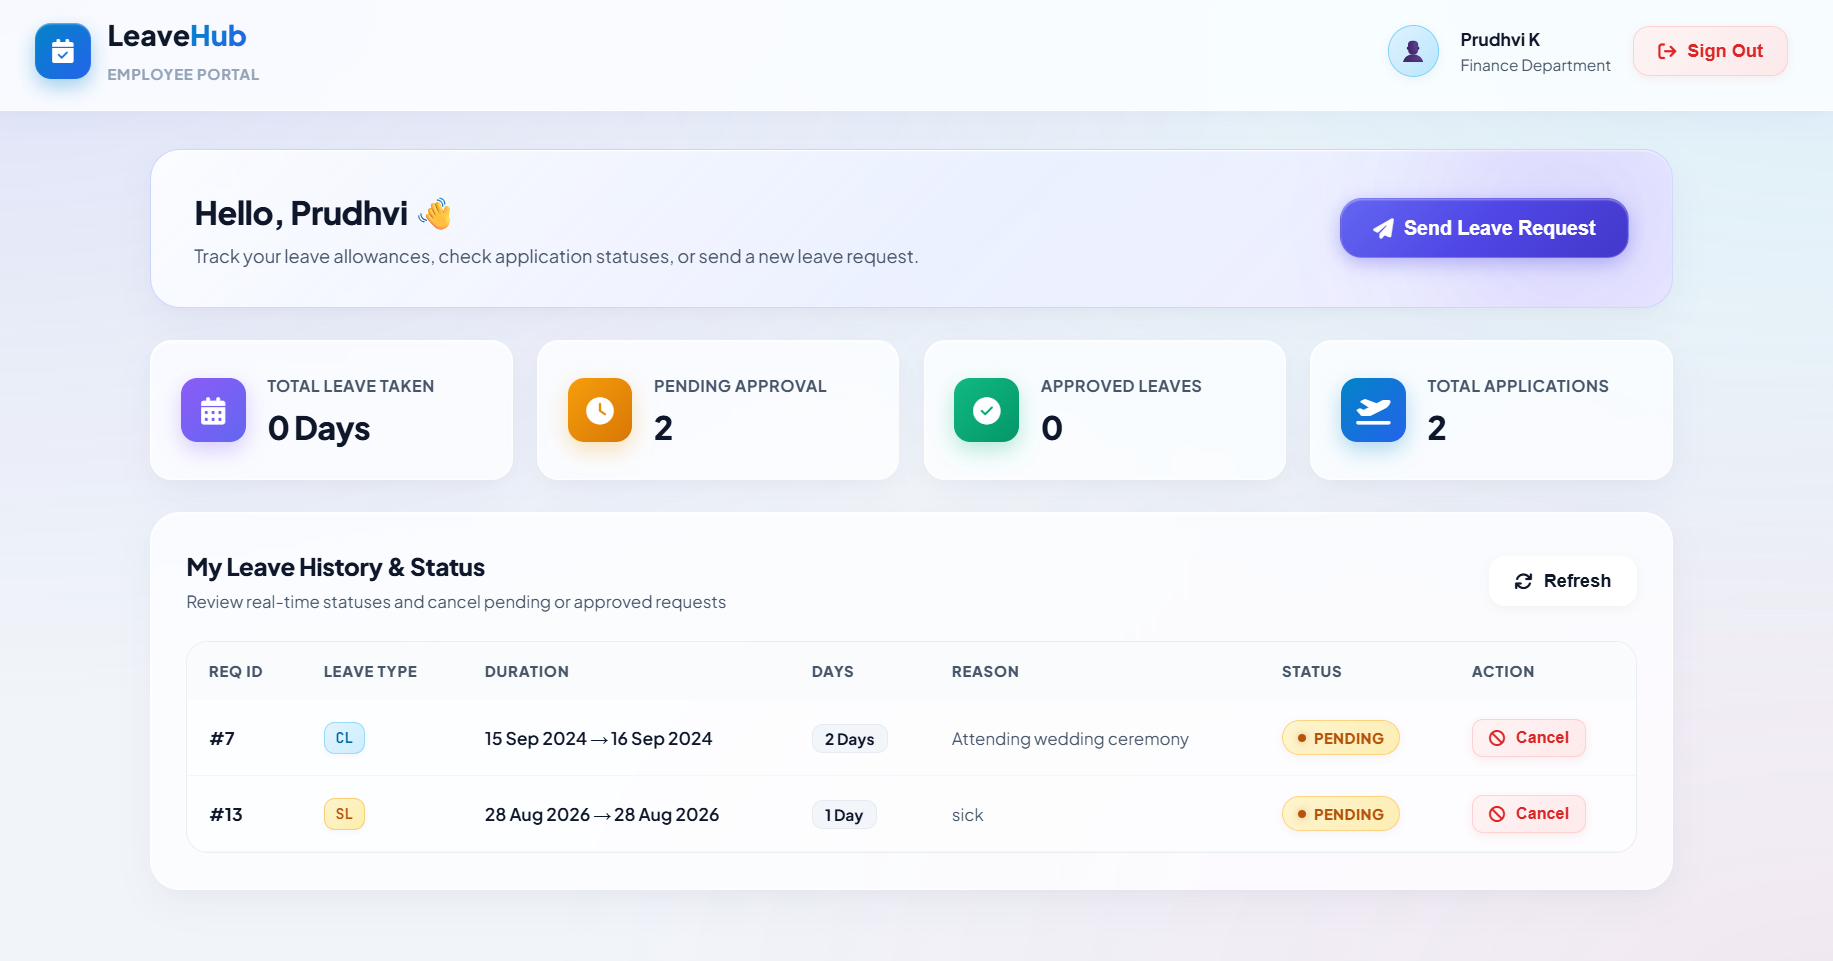 LeaveHub
EMPLOYEE PORTAL
Prudhvi K
Finance Department
Sign Out
Hello, Prudhvi 👋
Track your leave allowances, check application statuses, or send a new leave request.
Send Leave Request
TOTAL LEAVE TAKEN
0 Days
PENDING APPROVAL
2
APPROVED LEAVES
0
TOTAL APPLICATIONS
2
My Leave History & Status
Review real-time statuses and cancel pending or approved requests
Refresh
REQ ID LEAVE TYPE DURATION DAYS REASON STATUS ACTION
#7 CL 15 Sep 2024 → 16 Sep 2024 2 Days Attending wedding ceremony PENDING Cancel
#13 SL 28 Aug 2026 → 28 Aug 2026 1 Day sick PENDING Cancel